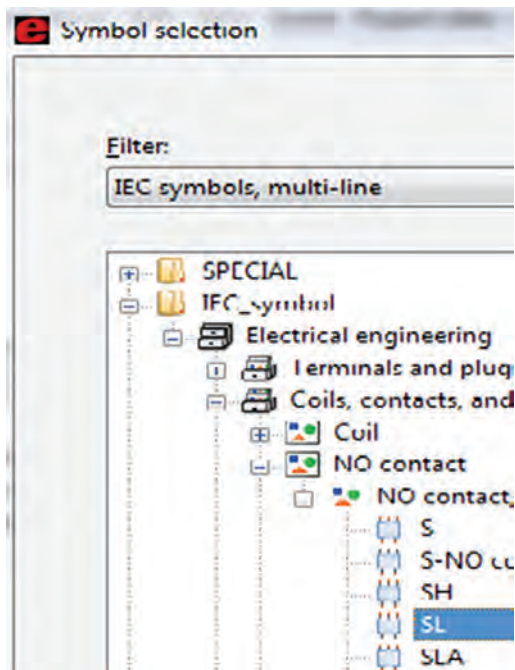 Symbol selection
Filter:
IEC symbols, multi-line
SPECIAL
IEC_symbol
Electrical engineering
Terminals and plug
Coils, contacts, and
Coil
NO contact
NO contact,
S
S-NO co
SH
SL
SLA